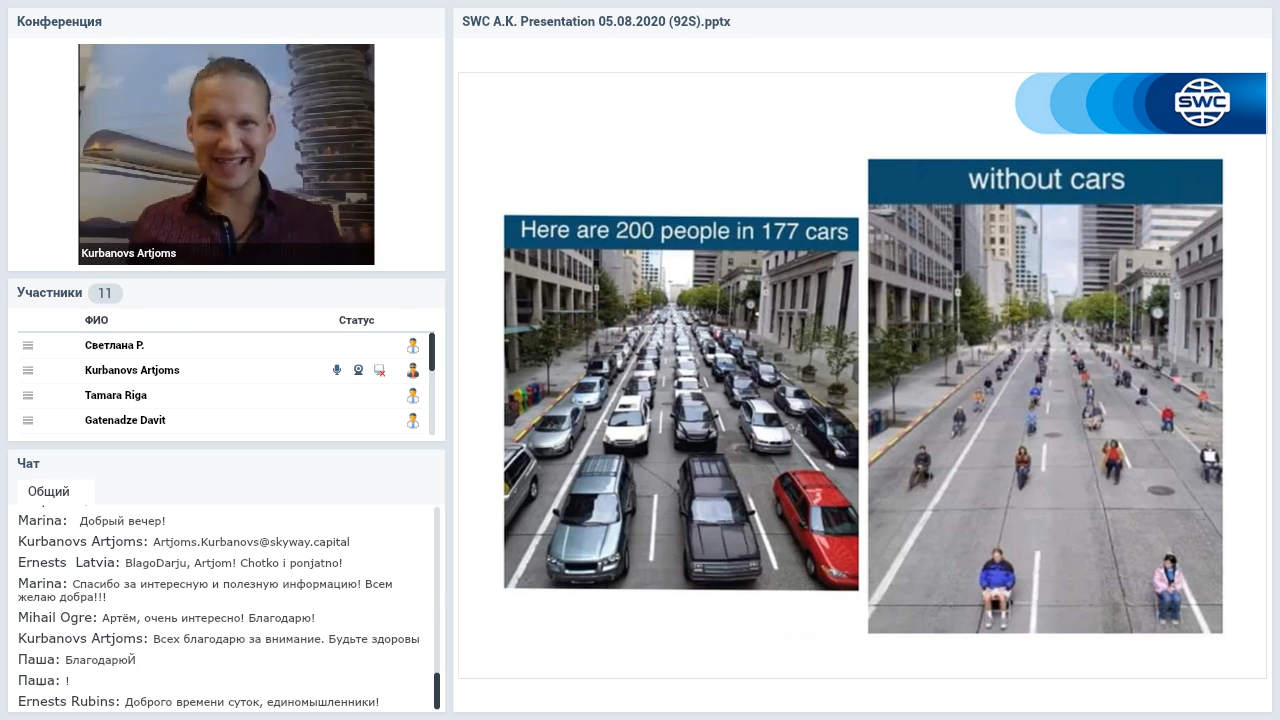 Конференция
Kurbanovs Artjoms
Участники 11
ФИО Статус
Светлана Р.
Kurbanovs Artjoms
Tamara Riga
Gatenadze Davit
Чат
Общий
Marina: Добрый вечер!
Kurbanovs Artjoms: Artjoms.Kurbanovs@skyway.capital
Ernests Latvia: BlagoDarju, Artjom! Chotko i ponjatno!
Marina: Спасибо за интересную и полезную информацию! Всем
желаю добра!!!
Mihail Ogre: Артём, очень интересно! Благодарю!
Kurbanovs Artjoms: Всех благодарю за внимание. Будьте здоровы
Паша: БлагодарюЙ
Паша: !
Ernests Rubins: Доброго времени суток, единомышленники!
SWC A.K. Presentation 05.08.2020 (92S).pptx
SWC
Here are 200 people in 177 cars
without cars